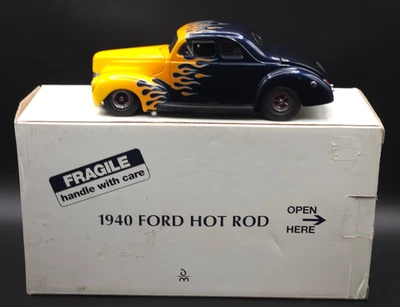 FRAGILE
handle with care
1940 FORD HOT ROD
OPEN
HERE